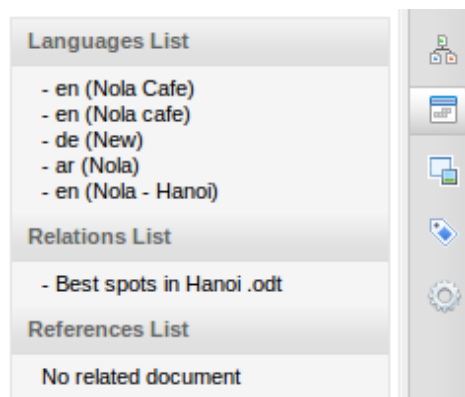 Languages List
- en (Nola Cafe)
- en (Nola cafe)
- de (New)
- ar (Nola)
- en (Nola - Hanoi)
Relations List
- Best spots in Hanoi .odt
References List
No related document